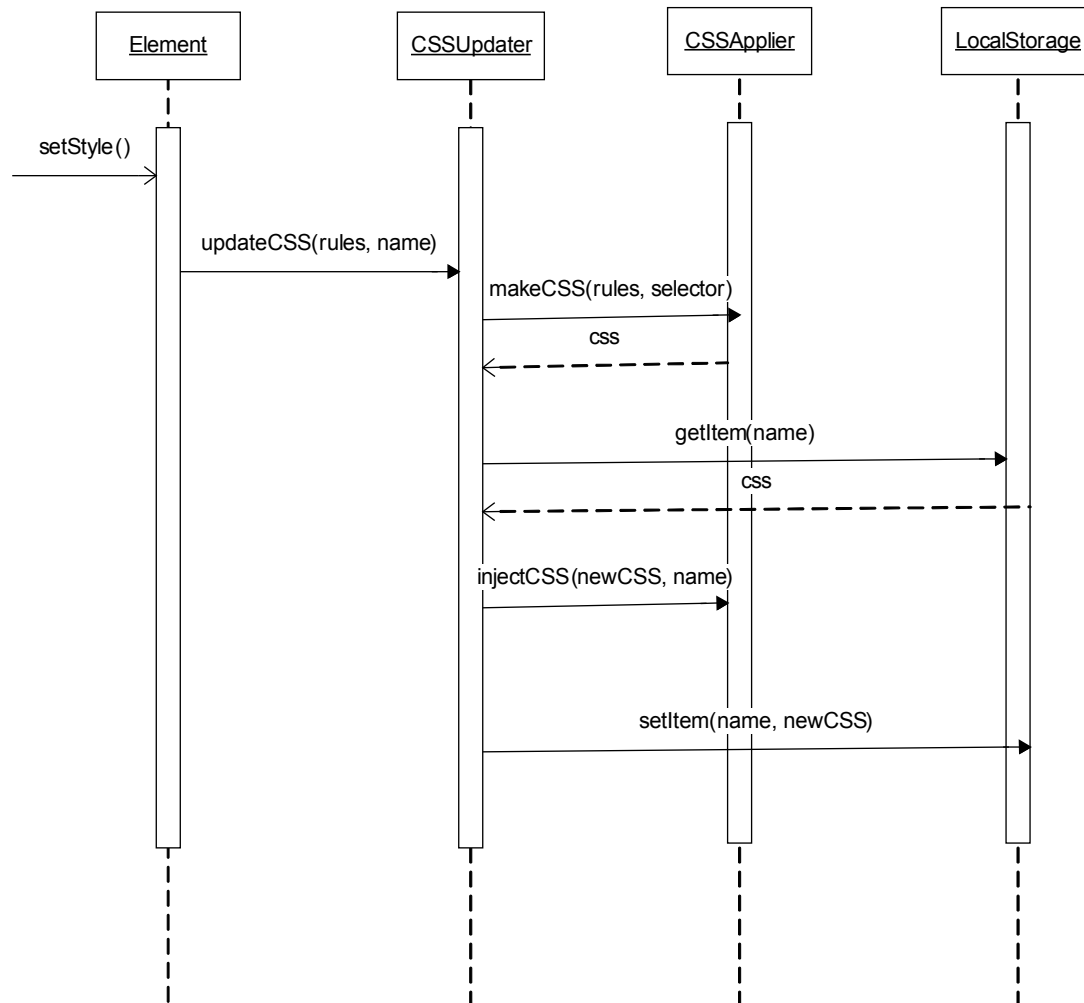 Element
CSSUpdater
CSSApplier
LocalStorage
setStyle()
updateCSS(rules, name)
makeCSS(rules, selector)
css
getItem(name)
css
injectCSS(newCSS, name)
setItem(name, newCSS)